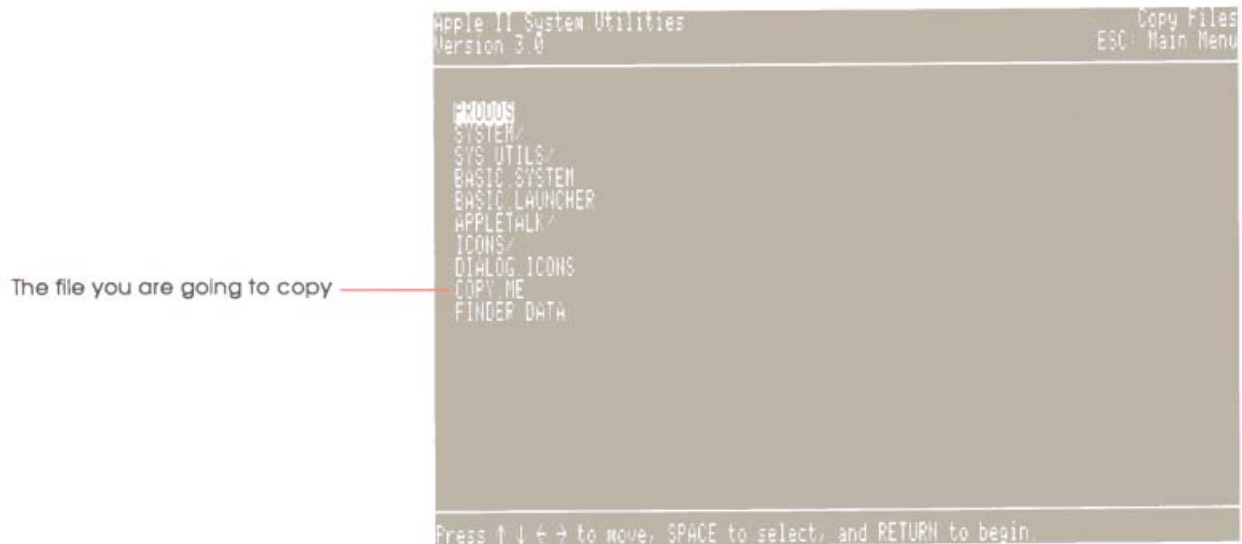 Apple II System Utilities
Version 3.0
Copy Files
ESC: Main Menu
PRODOS
SYSTEM/
SYS.UTILS/
BASIC.SYSTEM
BASIC.LAUNCHER
APPLETALK/
ICONS/
DIALOG.ICONS
The file you are going to copy
COPY.ME
FINDER.DATA
Press ↑ ↓ ← → to move, SPACE to select, and RETURN to begin.